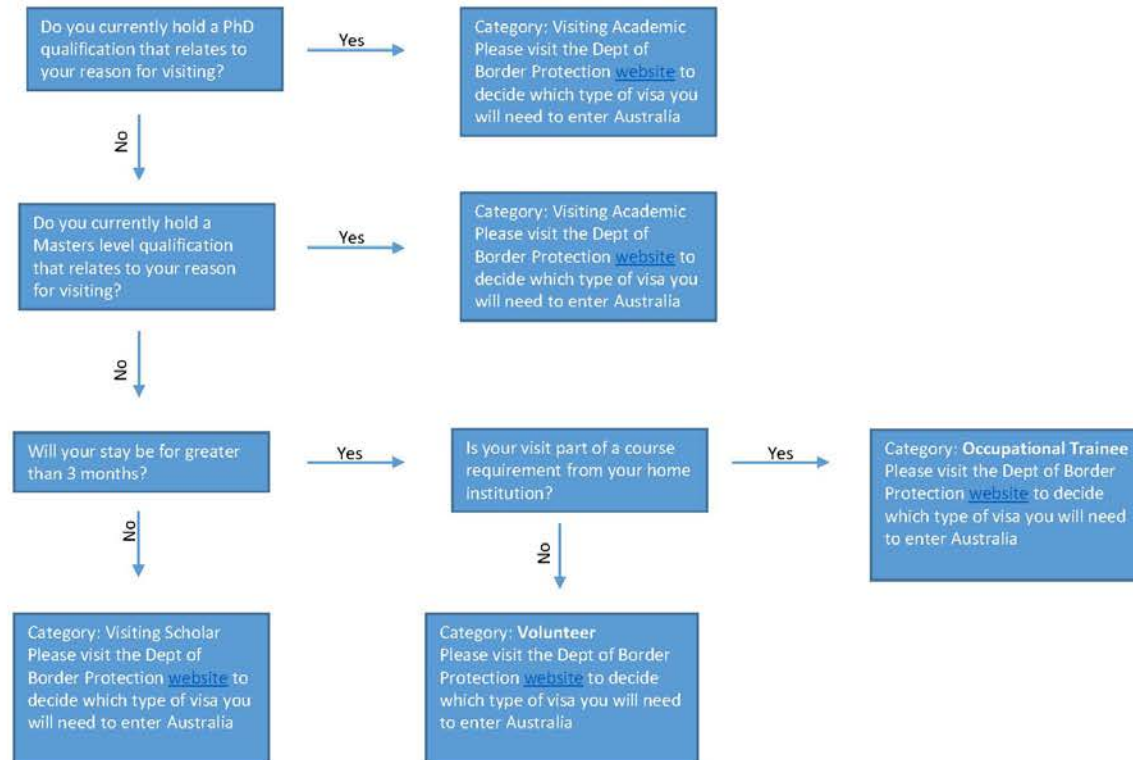 Do you currently hold a PhD
qualification that relates to
your reason for visiting?
Yes
Category: Visiting Academic
Please visit the Dept of
Border Protection website to
decide which type of visa you
will need to enter Australia
No
Do you currently hold a
Masters level qualification
that relates to your reason
for visiting?
Yes
Category: Visiting Academic
Please visit the Dept of
Border Protection website to
decide which type of visa you
will need to enter Australia
No
Will your stay be for greater
than 3 months?
Yes
Is your visit part of a course
requirement from your home
institution?
Yes
Category: Occupational Trainee
Please visit the Dept of Border
Protection website to decide
which type of visa you will need
to enter Australia
No
No
Category: Visiting Scholar
Please visit the Dept of
Border Protection website to
decide which type of visa you
will need to enter Australia
Category: Volunteer
Please visit the Dept of Border
Protection website to decide
which type of visa you will need
to enter Australia